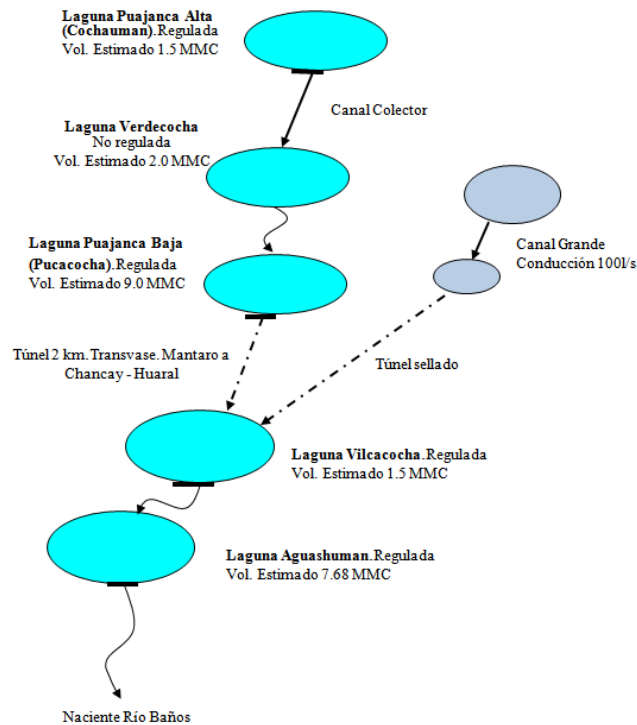 Laguna Puajanca Alta
(Cochauman).Regulada
Vol. Estimado 1.5 MMC
Canal Colector
Laguna Verdecocha
No regulada
Vol. Estimado 2.0 MMC
Laguna Puajanca Baja
(Pucacocha).Regulada
Vol. Estimado 9.0 MMC
Canal Grande
Conducción 100l/s
Túnel 2 km. Transvase. Mantaro a
Chancay - Huaral
Túnel sellado
Laguna Vilcacocha.Regulada
Vol. Estimado 1.5 MMC
Laguna Aguashuman.Regulada
Vol. Estimado 7.68 MMC
Naciente Río Baños